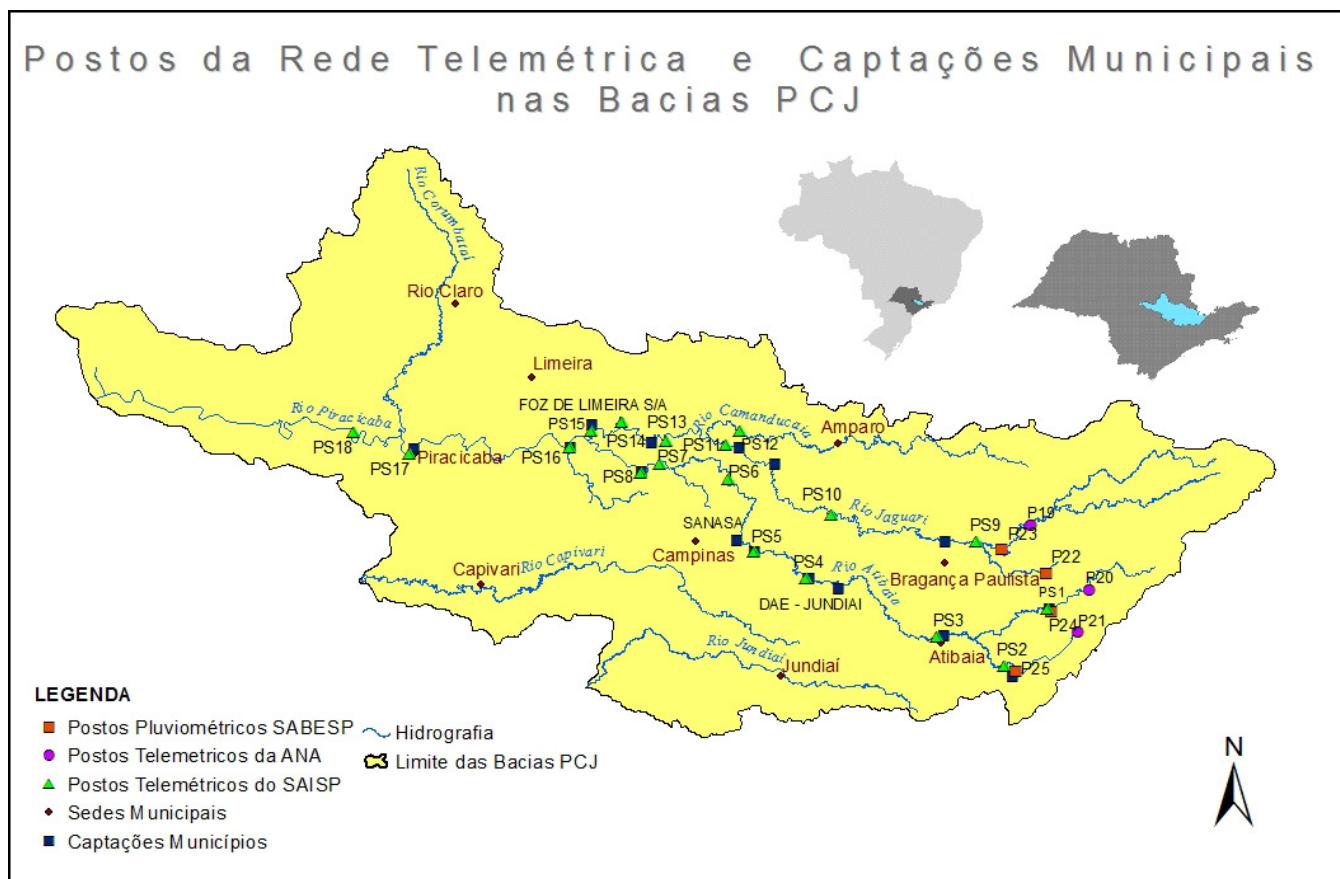 Postos da Rede Telemétrica e Captações Municipais
nas Bacias PCJ
Rio Corumbataí
Rio Claro
Limeira
FOZ DE LIMEIRA S/A
Rio Piracicaba
PS15
PS13
Rio Camanducaia
Amparo
PS18
PS14
PS11
PS12
PS17
Piracicaba
PS16
PS7
PS8
PS6
PS10
Rio Jaguari
P19
PS9
P23
SANASA
PS5
Campinas
Rio Capivari
Capivari
PS4
Rio Atibaia
Bragança Paulista
P22
P20
DAE - JUNDIAI
PS1
P24
P21
PS3
Atibaia
Rio Jundiaí
Jundiaí
PS2
P25
LEGENDA
Postos Pluviométricos SABESP
Hidrografia
Postos Telemetricos da ANA
Limite das Bacias PCJ
Postos Telemétricos do SAISP
Sedes Municipais
Captações Municípios
N